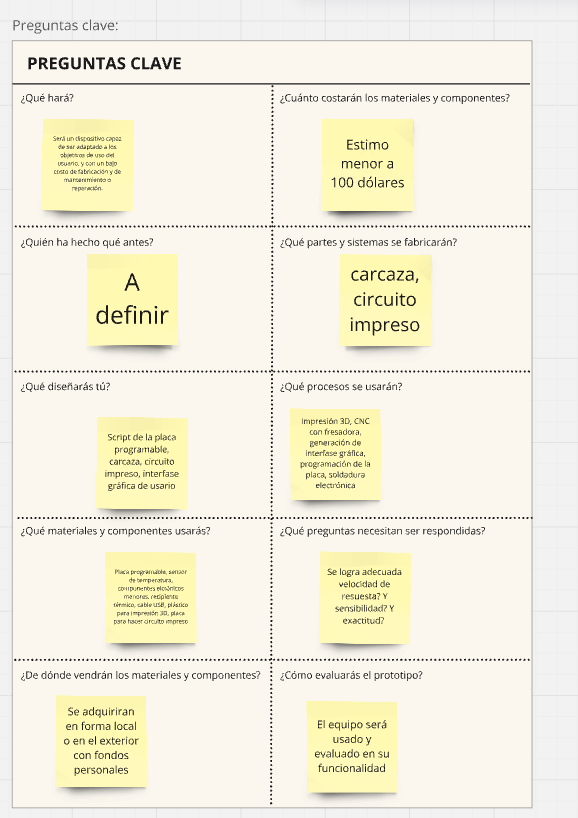 Preguntas clave:
PREGUNTAS CLAVE
¿Qué hará?
Será un dispositivo capaz
de ser adaptado a los
objetivos de uso del
usuario, y con un bajo
costo de fabricación y de
mantenimiento o
reparación.
¿Cuánto costarán los materiales y componentes?
Estimo
menor a
100 dólares
¿Quién ha hecho qué antes?
A
definir
¿Qué partes y sistemas se fabricarán?
carcaza,
circuito
impreso
¿Qué diseñarás tú?
Script de la placa
programable,
carcaza, circuito
impreso, interfase
gráfica de usario
¿Qué procesos se usarán?
Impresión 3D, CNC
con fresadora,
generación de
interfase gráfica,
programación de la
placa, soldadura
electrónica
¿Qué materiales y componentes usarás?
Placa programable, sensor
de temperatura,
componentes elctónicos
menores, recipiente
térmico, cable USB, plástico
para impresión 3D, placa
para hacer circuito impreso
¿Qué preguntas necesitan ser respondidas?
Se logra adecuada
velocidad de
resuesta? Y
sensibilidad? Y
exactitud?
¿De dónde vendrán los materiales y componentes?
Se adquiriran
en forma local
o en el exterior
con fondos
personales
¿Cómo evaluarás el prototipo?
El equipo será
usado y
evaluado en su
funcionalidad